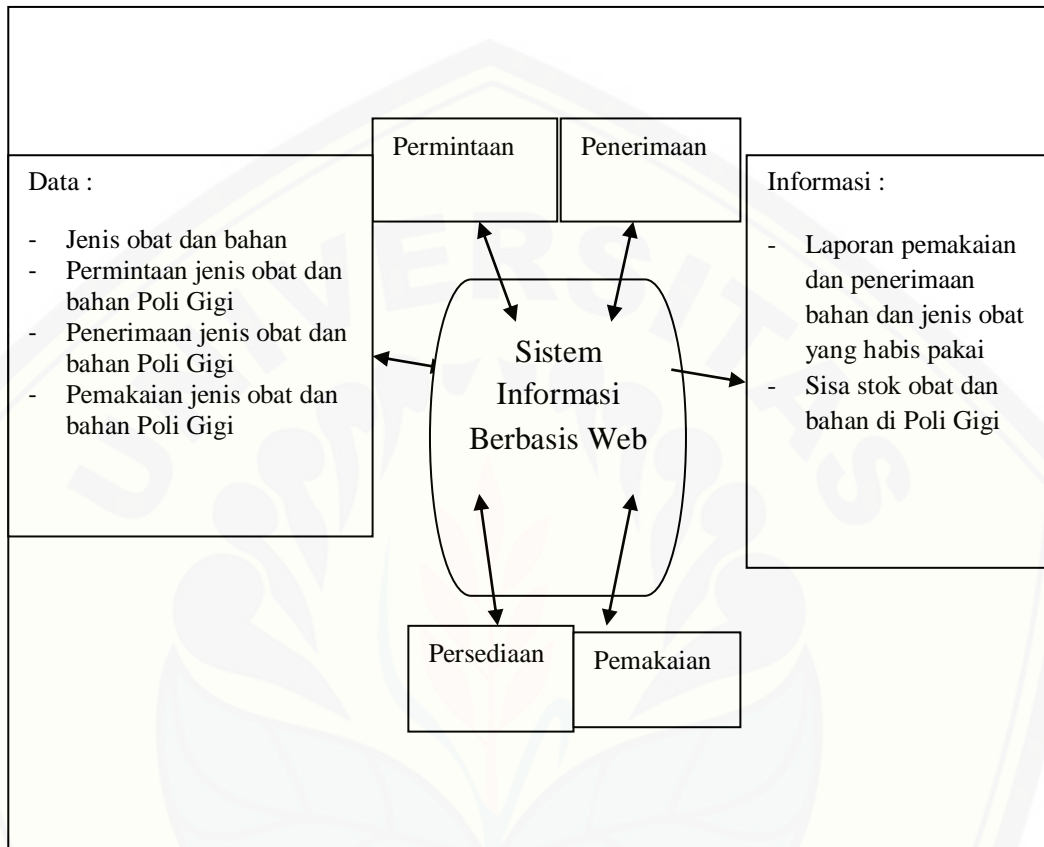 Permintaan
Penerimaan
Data :
- Jenis obat dan bahan
- Permintaan jenis obat dan
bahan Poli Gigi
- Penerimaan jenis obat dan
bahan Poli Gigi
- Pemakaian jenis obat dan
bahan Poli Gigi
Sistem
Informasi
Berbasis Web
Informasi :
- Laporan pemakaian
dan penerimaan
bahan dan jenis obat
yang habis pakai
- Sisa stok obat dan
bahan di Poli Gigi
Persediaan
Pemakaian
UNIVERSITAS